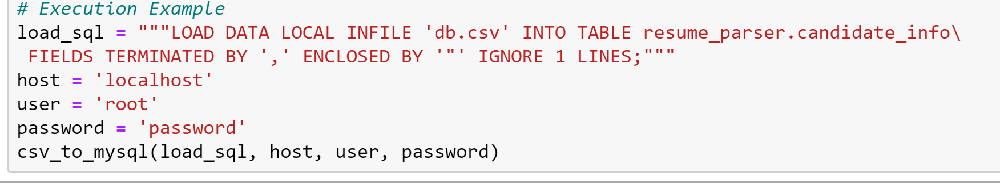 # Execution Example
load_sql = """LOAD DATA LOCAL INFILE 'db.csv' INTO TABLE resume_parser.candidate_info\
 FIELDS TERMINATED BY ',' ENCLOSED BY '"' IGNORE 1 LINES;"""
host = 'localhost'
user = 'root'
password = 'password'
csv_to_mysql(load_sql, host, user, password)